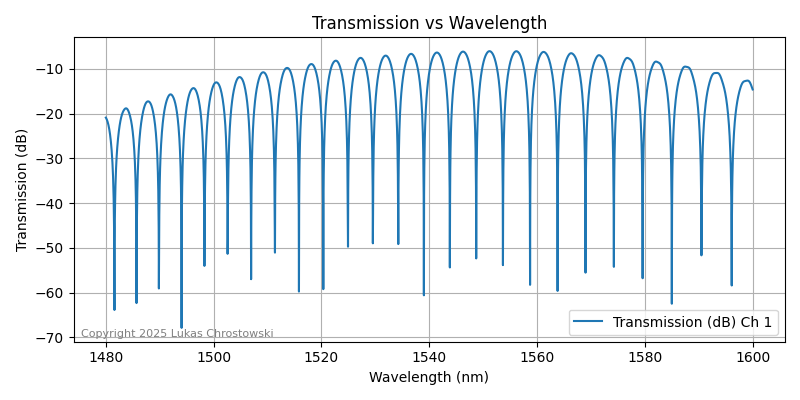 Transmission vs Wavelength
Transmission (dB)
−10
−20
−30
−40
−50
−60
−70
Copyright 2025 Lukas Chrostowski
Transmission (dB) Ch 1
1480
1500
1520
1540
1560
1580
1600
Wavelength (nm)